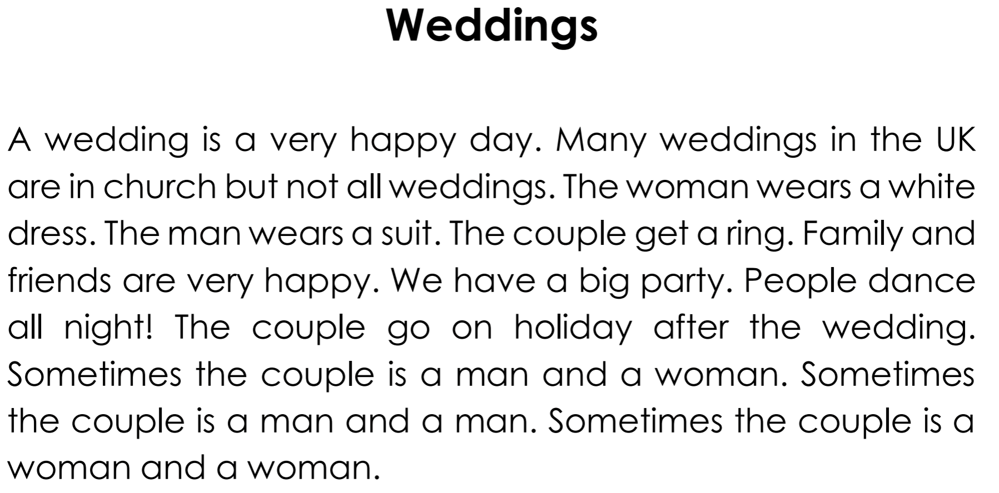 Weddings
A wedding is a very happy day. Many weddings in the UK
are in church but not all weddings. The woman wears a white
dress. The man wears a suit. The couple get a ring. Family and
friends are very happy. We have a big party. People dance
all night! The couple go on holiday after the wedding.
Sometimes the couple is a man and a woman. Sometimes
the couple is a man and a man. Sometimes the couple is a
woman and a woman.